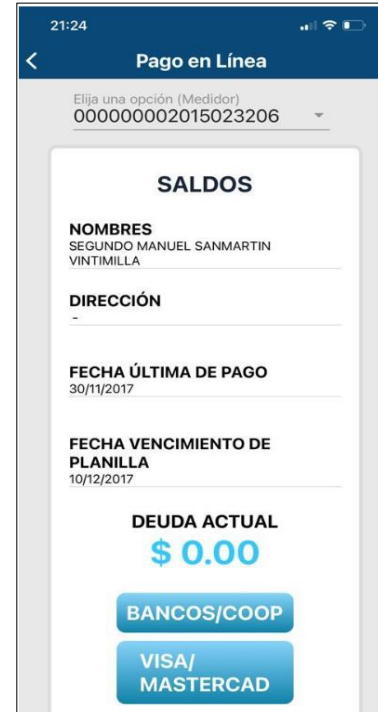 21:24
Pago en Línea
Elija una opción (Medidor)
000000002015023206
SALDOS
NOMBRES
SEGUNDO MANUEL SANMARTIN
VINTIMILLA
DIRECCIÓN
-
FECHA ÚLTIMA DE PAGO
30/11/2017
FECHA VENCIMIENTO DE
PLANILLA
10/12/2017
DEUDA ACTUAL
$ 0.00
BANCOS/COOP
VISA/
MASTERCAD